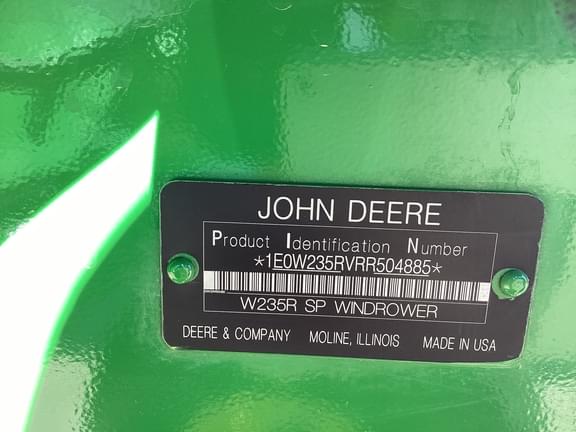 JOHN DEERE
Product Identification Number
*1E0W235RVRR504885*
W235R SP WINDROWER
DEERE & COMPANY MOLINE, ILLINOIS MADE IN USA